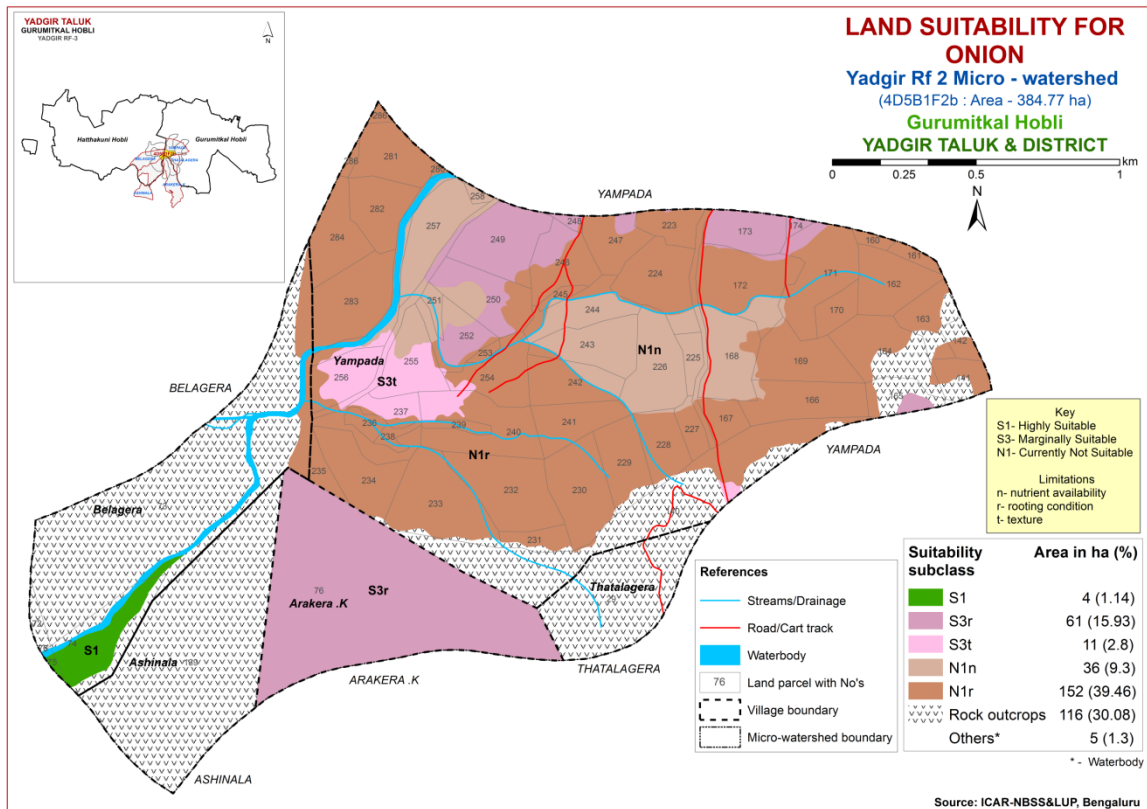 YADGIR TALUK
GURUMITKAL HOBLI
YADGIR RF-3
N
Hatthakuni Hobli
Gurumitkal Hobli
LAND SUITABILITY FOR
ONION
Yadgir Rf 2 Micro - watershed
(4D5B1F2b : Area - 384.77 ha)
Gurumitkal Hobli
YADGIR TALUK & DISTRICT
km
0 0.25 0.5 1
N
YAMPADA
286
281
286
282
284
283
258
257
249
248
247
223
173
174
160
161
224
172
171
162
250
251
245
244
170
163
252
243
N1n
225
168
226
169
164
142
141
Yampada
255
253
256
S3t
254
242
166
165
237
236
238
239
240
241
167
227
228
BELAGERA
YAMPADA
N1r
235
234
233
232
230
229
231
Belagera
73
76
S3r
Arakera .K
Thatalagera
S1
74
Ashinala
THATALAGERA
ARAKERA .K
ASHINALA
Key
S1- Highly Suitable
S3- Marginally Suitable
N1- Currently Not Suitable
Limitations
n- nutrient availability
r- rooting condition
t- texture
References
Streams/Drainage
Road/Cart track
Waterbody
76 Land parcel with No's
Village boundary
Micro-watershed boundary
Suitability subclass Area in ha (%)
S1 4 (1.14)
S3r 61 (15.93)
S3t 11 (2.8)
N1n 36 (9.3)
N1r 152 (39.46)
Rock outcrops 116 (30.08)
Others* 5 (1.3)
* - Waterbody
Source: ICAR-NBSS&LUP, Bengaluru